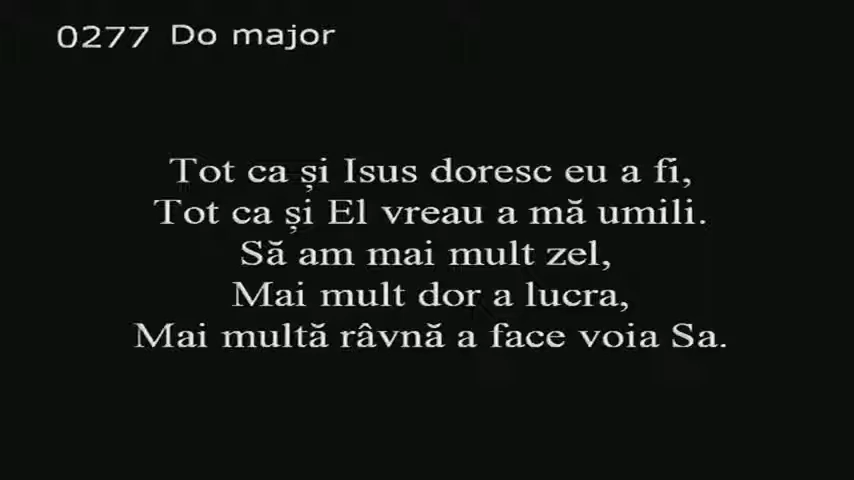 0277 Do major
Tot ca și Isus doresc eu a fi,
Tot ca și El vreau a mă umili.
Să am mai mult zel,
Mai mult dor a lucra,
Mai multă râvnă a face voia Sa.